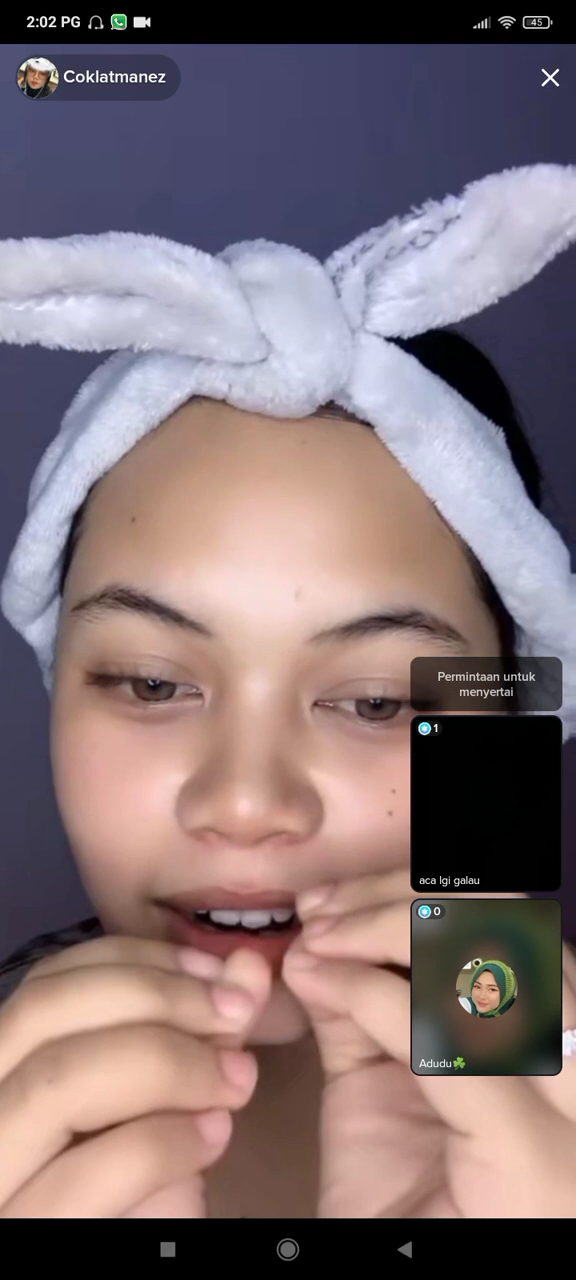 2:02 PG
45
Coklatmanez
Permintaan untuk
menyertai
1
aca lgi galau
0
Adudu☘️